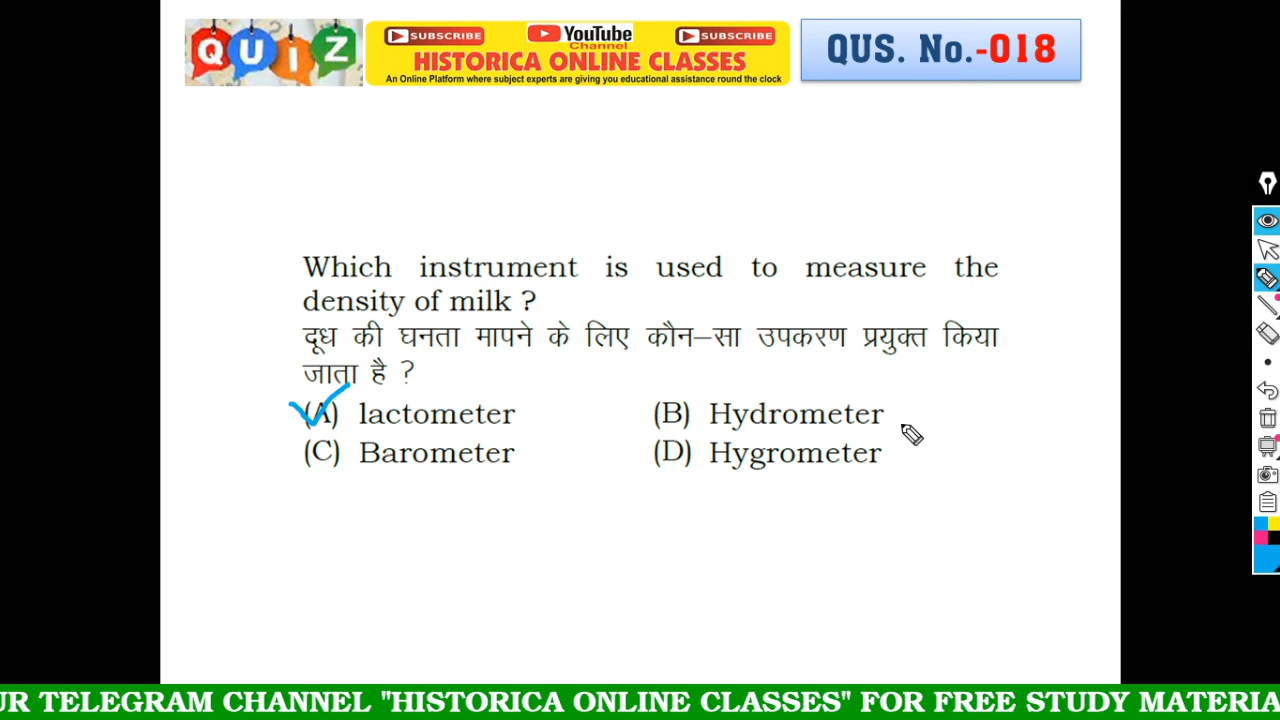 QUIZ
SUBSCRIBE YouTube SUBSCRIBE
Channel
HISTORICA ONLINE CLASSES
An Online Platform where subject experts are giving you educational assistance round the clock
QUS. No.-018
Which instrument is used to measure the
density of milk ?
दूध की घनता मापने के लिए कौन–सा उपकरण प्रयुक्त किया
जाता है ?
(A) lactometer (B) Hydrometer
(C) Barometer (D) Hygrometer
UR TELEGRAM CHANNEL "HISTORICA ONLINE CLASSES" FOR FREE STUDY MATERIA